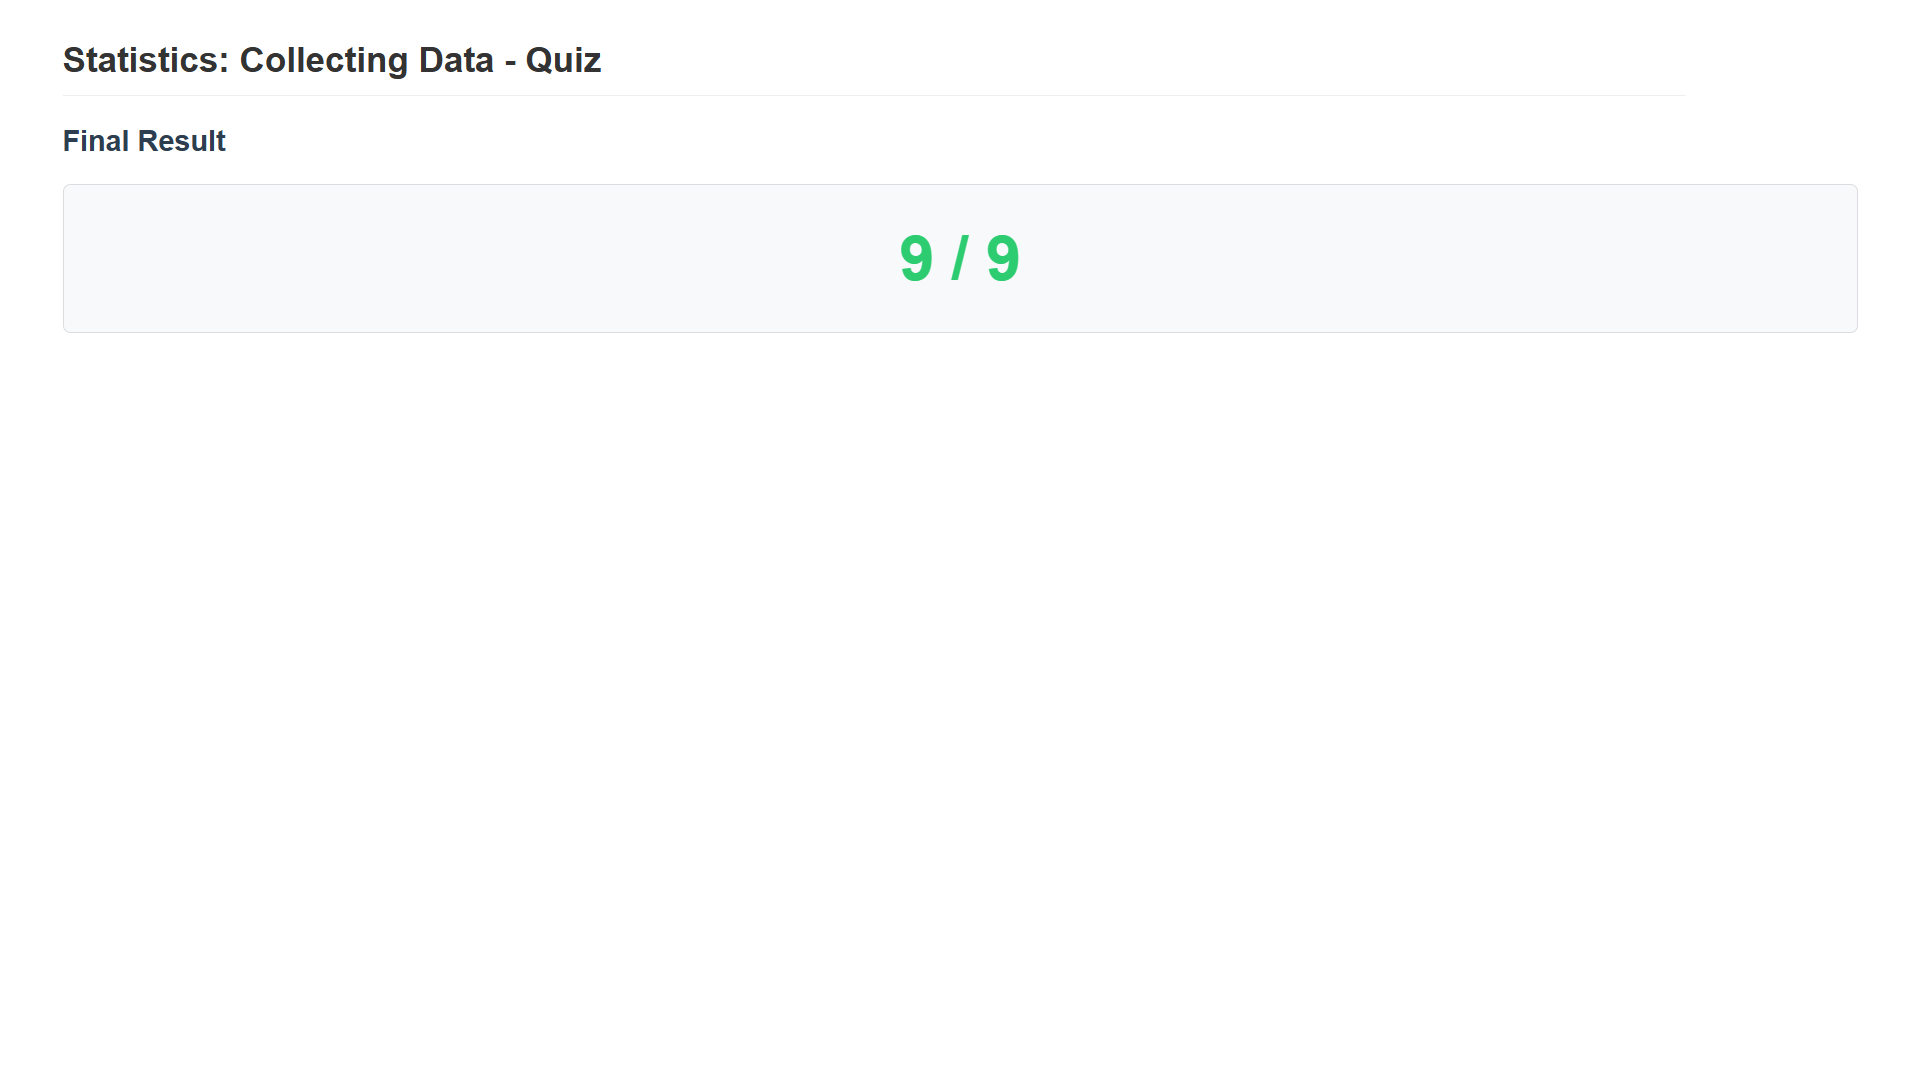 Statistics: Collecting Data - Quiz
Final Result
9 / 9